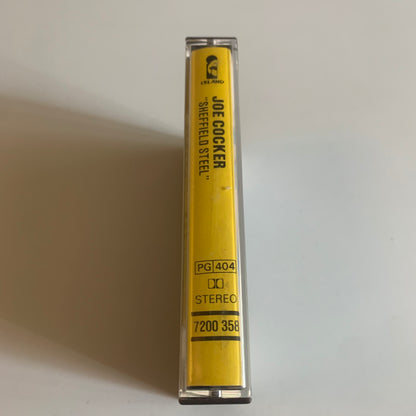 ISLAND
JOE COCKER
"SHEFFIELD STEEL"
PG 404
STEREO
7200 358